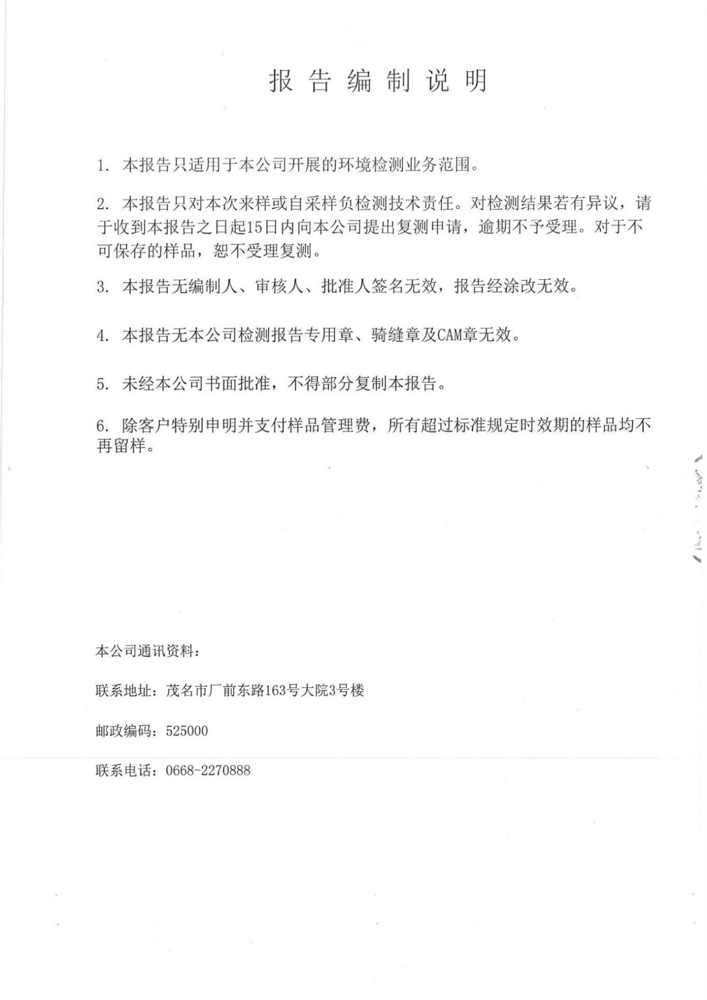 报告编制说明
1. 本报告只适用于本公司开展的环境检测业务范围。
2. 本报告只对本次来样或自采样负检测技术责任。对检测结果若有异议，请
于收到本报告之日起15日内向本公司提出复测申请，逾期不予受理。对于不
可保存的样品，恕不受理复测。
3. 本报告无编制人、审核人、批准人签名无效，报告经涂改无效。
4. 本报告无本公司检测报告专用章、骑缝章及CAM章无效。
5. 未经本公司书面批准，不得部分复制本报告。
6. 除客户特别申明并支付样品管理费，所有超过标准规定时效期的样品均不
再留样。
本公司通讯资料：
联系地址：茂名市厂前东路163号大院3号楼
邮政编码：525000
联系电话：0668-2270888